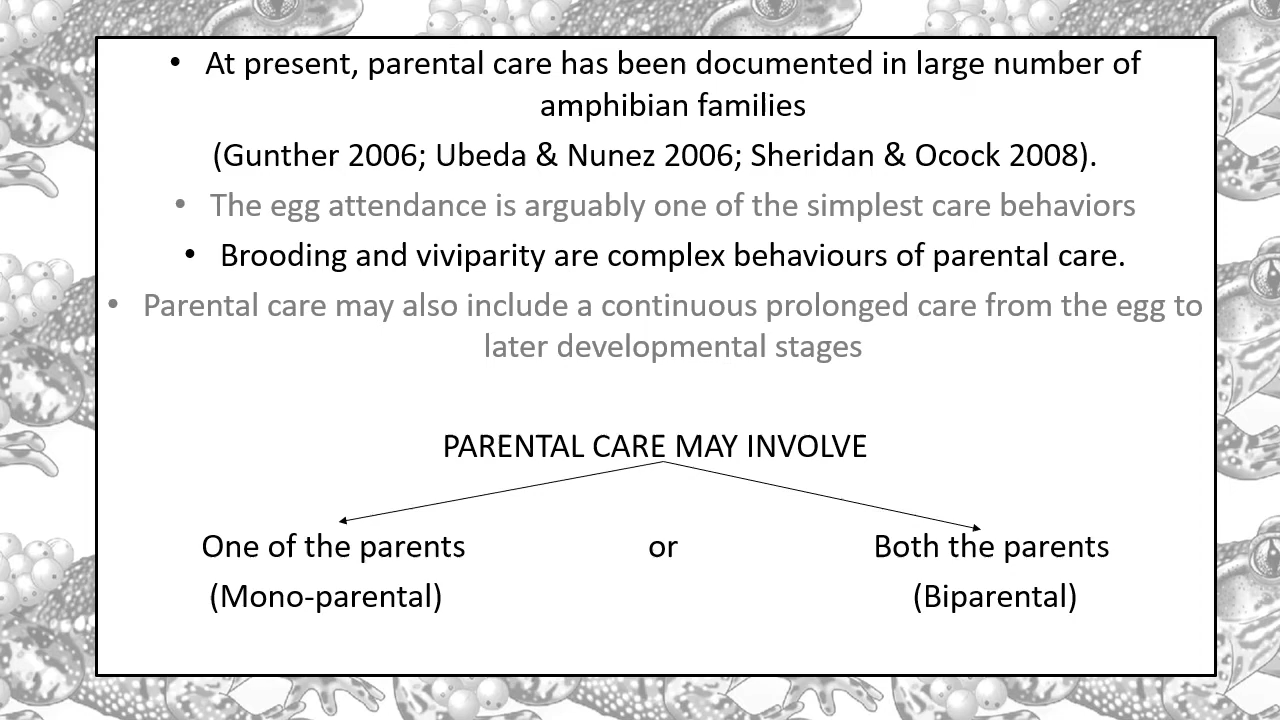 • At present, parental care has been documented in large number of
amphibian families
(Gunther 2006; Ubeda & Nunez 2006; Sheridan & Ocock 2008).
• The egg attendance is arguably one of the simplest care behaviors
• Brooding and viviparity are complex behaviours of parental care.
• Parental care may also include a continuous prolonged care from the egg to
later developmental stages
PARENTAL CARE MAY INVOLVE
One of the parents or Both the parents
(Mono-parental) (Biparental)